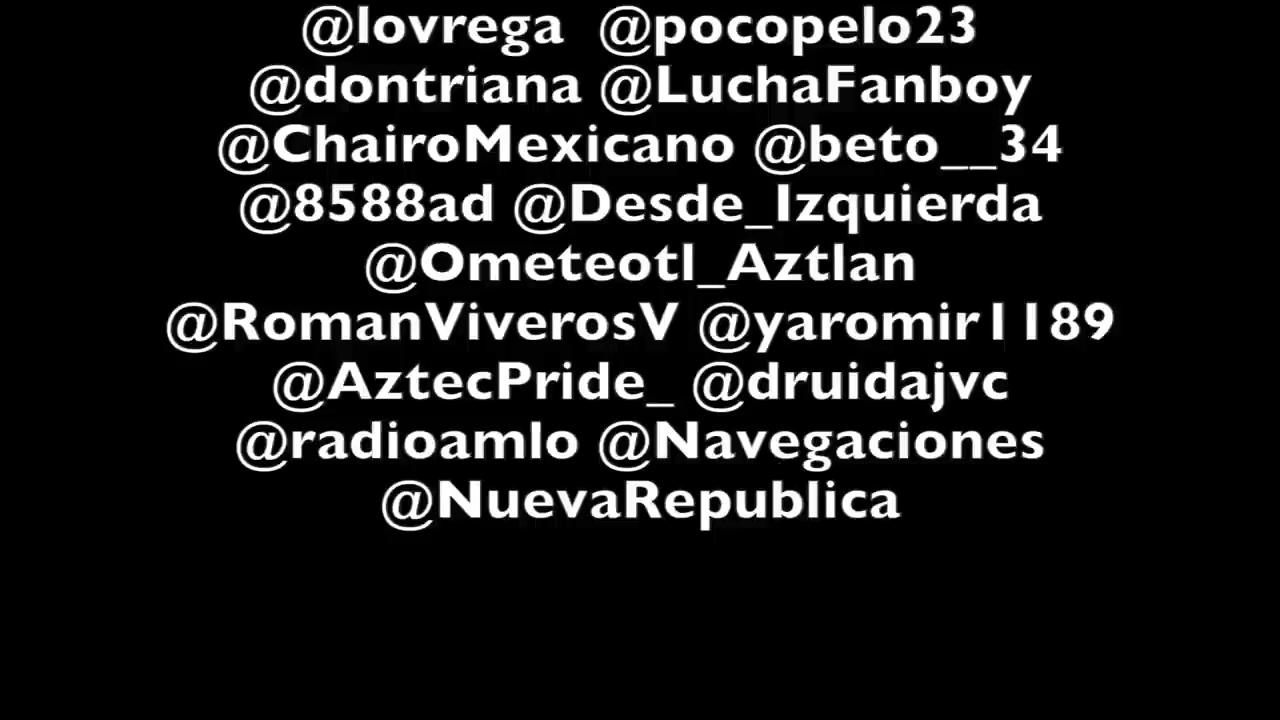 @lovrega @pocopelo23
@dontriana @LuchaFanboy
@ChairoMexicano @beto__34
@8588ad @Desde_Izquierda
@Ometeotl_Aztlan
@RomanViverosV @yaromir1189
@AztecPride_ @druidajvc
@radioamlo @Navegaciones
@NuevaRepublica